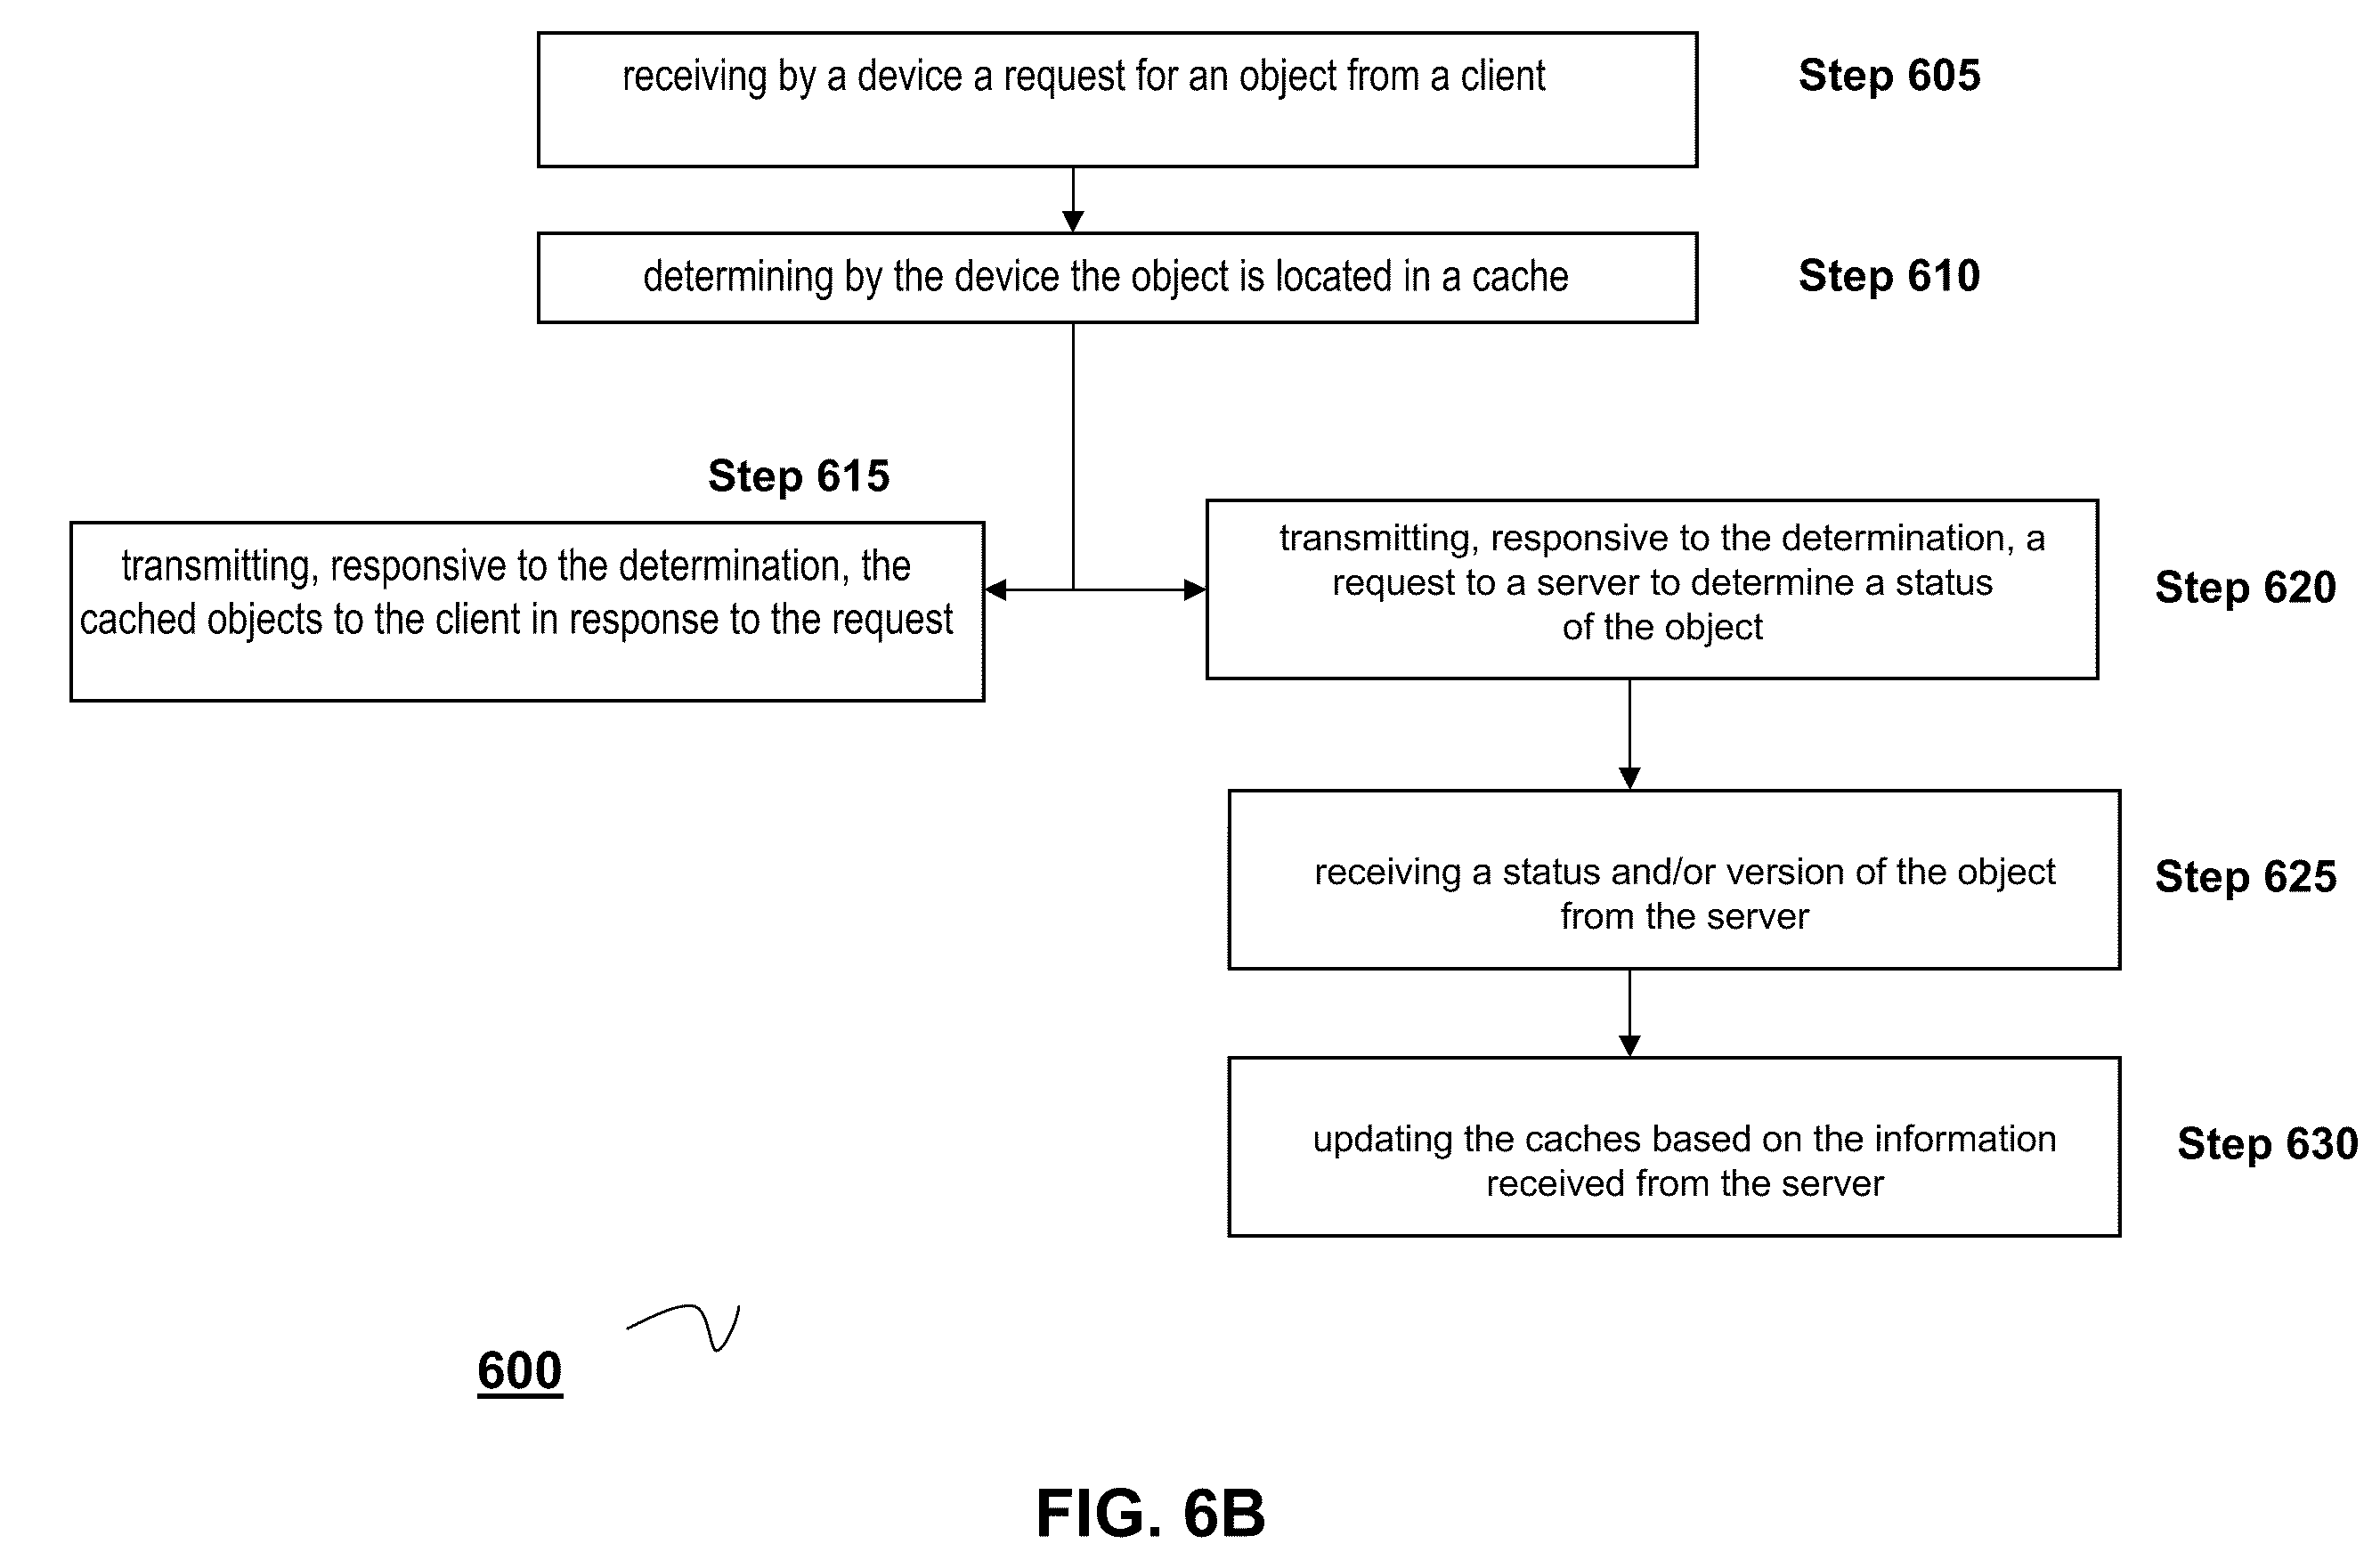 receiving by a device a request for an object from a client
Step 605
determining by the device the object is located in a cache
Step 610
Step 615
transmitting, responsive to the determination, the
cached objects to the client in response to the request
transmitting, responsive to the determination, a
request to a server to determine a status
of the object
Step 620
receiving a status and/or version of the object
from the server
Step 625
updating the caches based on the information
received from the server
Step 630
600
FIG. 6B